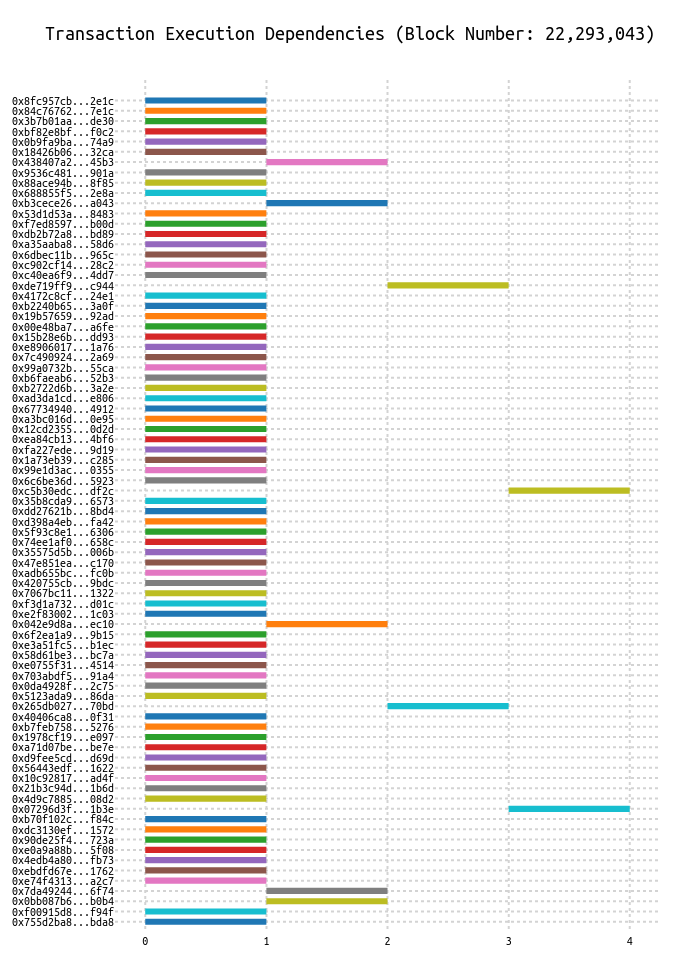 Transaction Execution Dependencies (Block Number: 22,293,043)
0x8fc957cb...2e1c
0x84c76762...7e1c
0x3b7b01aa...de30
0xbf82e8bf...f0c2
0x0b9fa9ba...74a9
0x18426b06...32ca
0x438407a2...45b3
0x9536c481...901a
0x88ace94b...8f85
0x688855f5...2e8a
0xb3cece26...a043
0x53d1d53a...8483
0xf7ed8597...b00d
0xdb2b72a8...bd89
0xa35aaba8...58d6
0x6dbec11b...965c
0xc902cf14...28c2
0xc40ea6f9...4dd7
0xde719ff9...c944
0x4172c8cf...24e1
0xb2240b65...3a0f
0x19b57659...92ad
0x00e48ba7...a6fe
0x15b28e6b...dd93
0xe8906017...1a76
0x7c490924...2a69
0x99a0732b...55ca
0xb6faeab6...52b3
0xb2722d6b...3a2e
0xad3da1cd...e806
0x67734940...4912
0xa3bc016d...0e95
0x12cd2355...0d2d
0xea84cb13...4bf6
0xfa227ede...9d19
0x1a73eb39...c285
0x99e1d3ac...0355
0x6c6be36d...5923
0xc5b30edc...df2c
0x35b8cda9...6573
0xdd27621b...8bd4
0xd398a4eb...fa42
0x5f93c8e1...6306
0x74ee1af0...658c
0x35575d5b...006b
0x47e851ea...c170
0xadb655bc...fc0b
0x420755cb...9bdc
0x7067bc11...1322
0xf3d1a732...d01c
0xe2f83002...1c03
0x042e9d8a...ec10
0x6f2ea1a9...9b15
0xe3a51fc5...b1ec
0x58d61be3...bc7a
0xe0755f31...4514
0x703abdf5...91a4
0x0da4928f...2c75
0x5123ada9...86da
0x265db027...70bd
0x40406ca8...0f31
0xb7feb758...5276
0x1978cf19...e097
0xa71d07be...be7e
0xd9fee5cd...d69d
0x56443edf...1622
0x10c92817...ad4f
0x21b3c94d...1b6d
0x4d9c7885...08d2
0x07296d3f...1b3e
0xb70f102c...f84c
0xdc3130ef...1572
0x90de25f4...723a
0xe0a9a88b...5f08
0x4edb4a80...fb73
0xebdfd67e...1762
0xe74f4313...a2c7
0x7da49244...6f74
0x0bb087b6...b0b4
0xf00915d8...f94f
0x755d2ba8...bda8
0 1 2 3 4